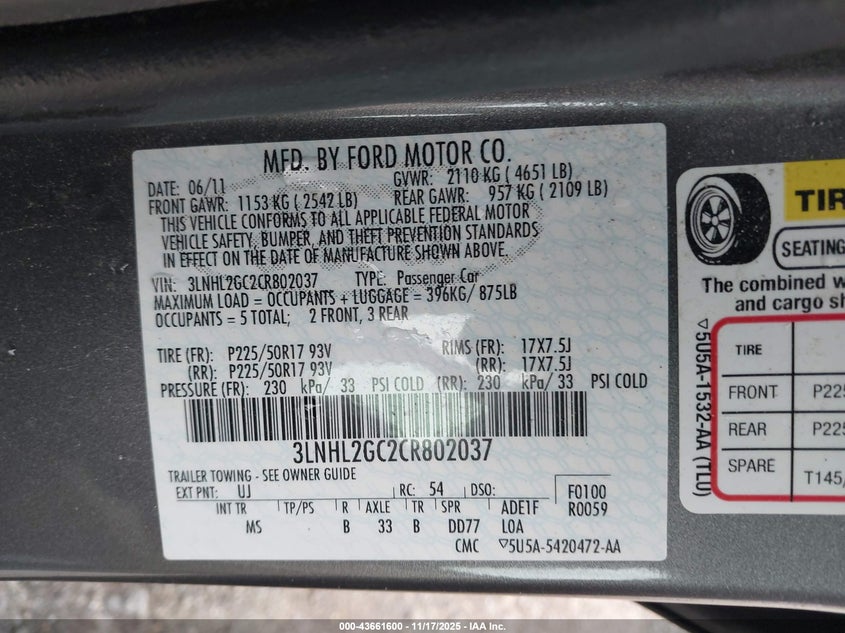 MFD. BY FORD MOTOR CO.
DATE: 06/11 GVWR: 2110 KG ( 4651 LB)
FRONT GAWR: 1153 KG ( 2542 LB) REAR GAWR: 957 KG ( 2109 LB)
THIS VEHICLE CONFORMS TO ALL APPLICABLE FEDERAL MOTOR
VEHICLE SAFETY, BUMPER, AND THEFT PREVENTION STANDARDS
IN EFFECT ON THE DATE OF MANUFACTURE SHOWN ABOVE.
VIN: 3LNHL2GC2CR802037 TYPE: Passenger Car
MAXIMUM LOAD = OCCUPANTS + LUGGAGE = 396KG/ 875LB
OCCUPANTS = 5 TOTAL; 2 FRONT, 3 REAR
TIRE (FR): P225/50R17 93V RIMS (FR): 17X7.5J
(RR): P225/50R17 93V (RR): 17X7.5J
PRESSURE (FR): 230 kPa/ 33 PSI COLD (RR): 230 kPa/ 33 PSI COLD
3LNHL2GC2CR802037
TRAILER TOWING - SEE OWNER GUIDE
EXT PNT: UJ RC: 54 DSO: F0100
INT TR TP/PS R AXLE TR SPR ADE1F R0059
MS B 33 B DD77 LOA
CMC ▽5U5A-5420472-AA
TIR
SEATING
The combined w
and cargo sh
▽5U5A-1532-AA (TLU)
TIRE
FRONT P225
REAR P225
SPARE T145/
000-43661600 - 11/17/2025 - IAA Inc.